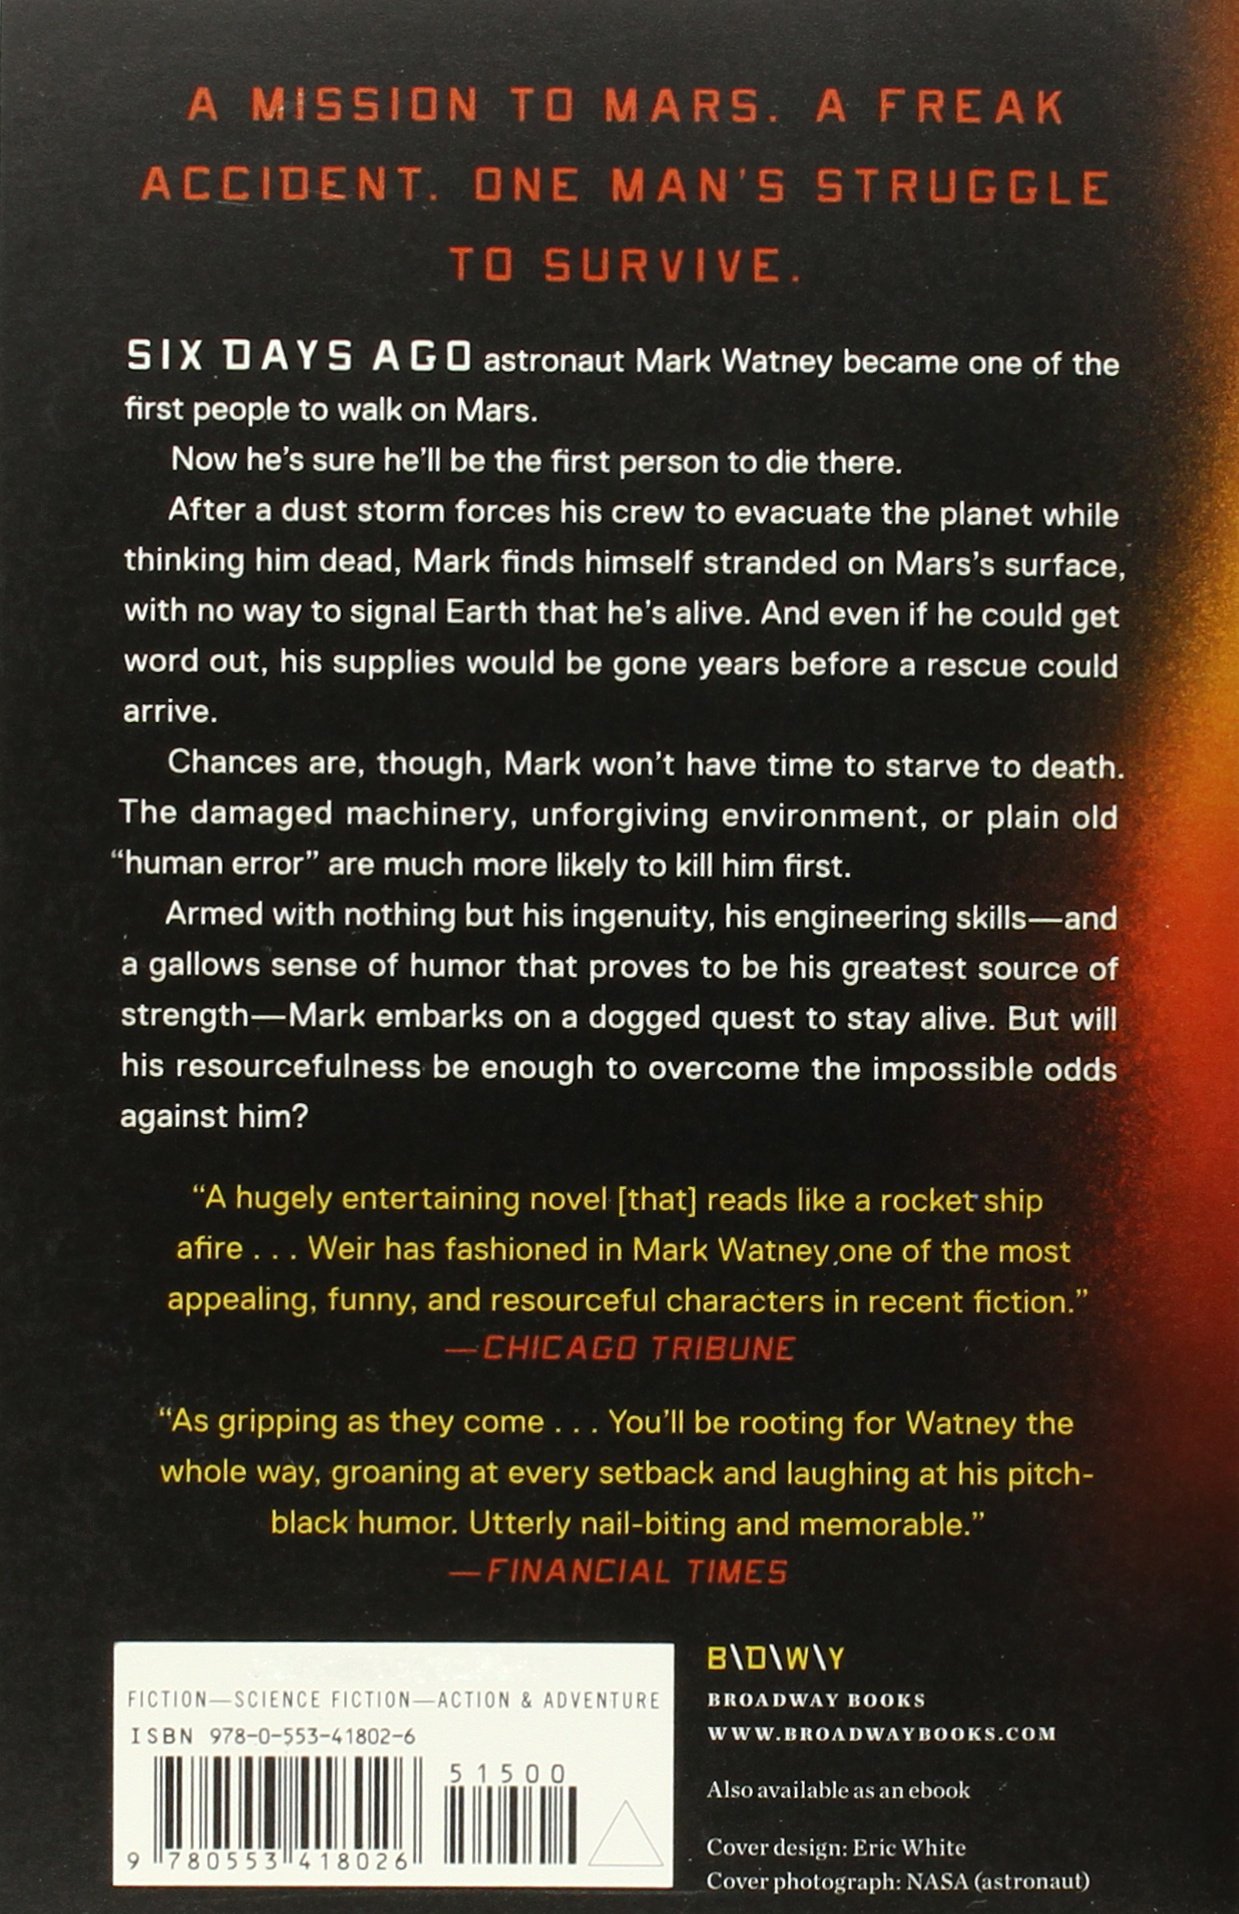 A MISSION TO MARS. A FREAK
ACCIDENT. ONE MAN'S STRUGGLE
TO SURVIVE.
SIX DAYS AGO astronaut Mark Watney became one of the
first people to walk on Mars.
Now he's sure he'll be the first person to die there.
After a dust storm forces his crew to evacuate the planet while
thinking him dead, Mark finds himself stranded on Mars's surface,
with no way to signal Earth that he's alive. And even if he could get
word out, his supplies would be gone years before a rescue could
arrive.
Chances are, though, Mark won't have time to starve to death.
The damaged machinery, unforgiving environment, or plain old
“human error” are much more likely to kill him first.
Armed with nothing but his ingenuity, his engineering skills—and
a gallows sense of humor that proves to be his greatest source of
strength—Mark embarks on a dogged quest to stay alive. But will
his resourcefulness be enough to overcome the impossible odds
against him?
“A hugely entertaining novel [that] reads like a rocket ship
afire . . . Weir has fashioned in Mark Watney one of the most
appealing, funny, and resourceful characters in recent fiction.”
—CHICAGO TRIBUNE
“As gripping as they come . . . You'll be rooting for Watney the
whole way, groaning at every setback and laughing at his pitch-
black humor. Utterly nail-biting and memorable.”
—FINANCIAL TIMES
FICTION—SCIENCE FICTION—ACTION & ADVENTURE
ISBN 978-0-553-41802-6
51500
9 780553 418026
B\D\W\Y
BROADWAY BOOKS
WWW.BROADWAYBOOKS.COM
Also available as an ebook
Cover design: Eric White
Cover photograph: NASA (astronaut)